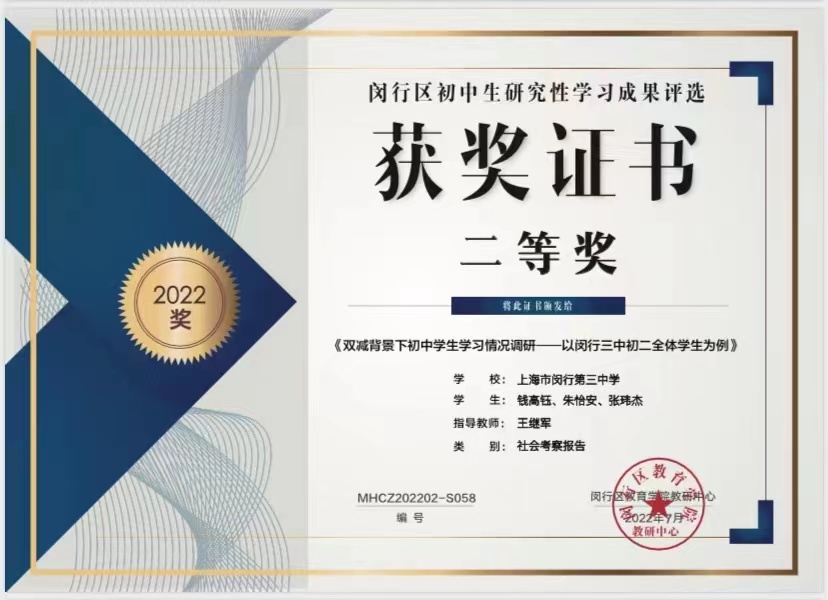 闵行区初中生研究性学习成果评选
获奖证书
二等奖
将此证书颁发给
2022
奖
《双减背景下初中学生学习情况调研——以闵行三中初二全体学生为例》
学 校：上海市闵行第三中学
学 生：钱高钰、朱怡安、张玮杰
指导教师：王继军
类 别：社会考察报告
MHCZ202202-S058
编号
闵行区教育学院教研中心
2022年7月
闵行区教育学院
教研中心